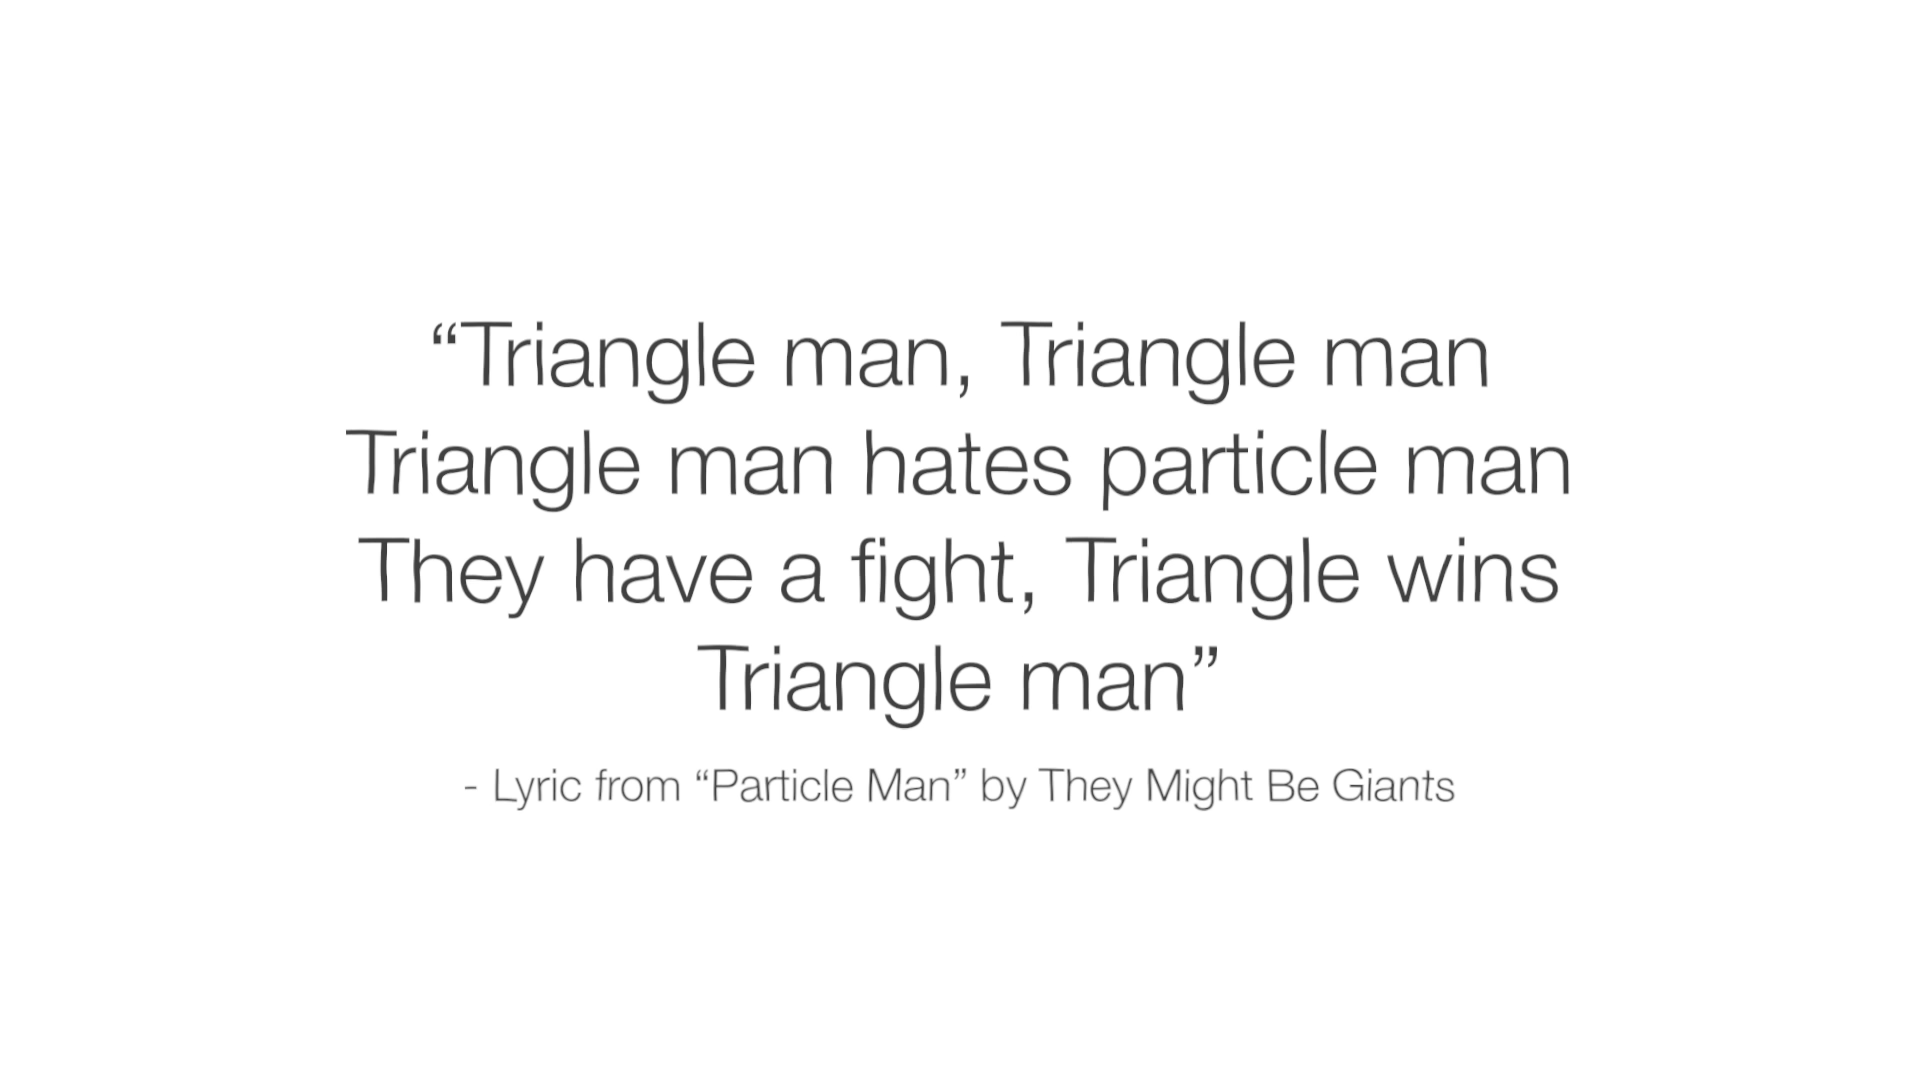 “Triangle man, Triangle man
Triangle man hates particle man
They have a fight, Triangle wins
Triangle man”
- Lyric from “Particle Man” by They Might Be Giants